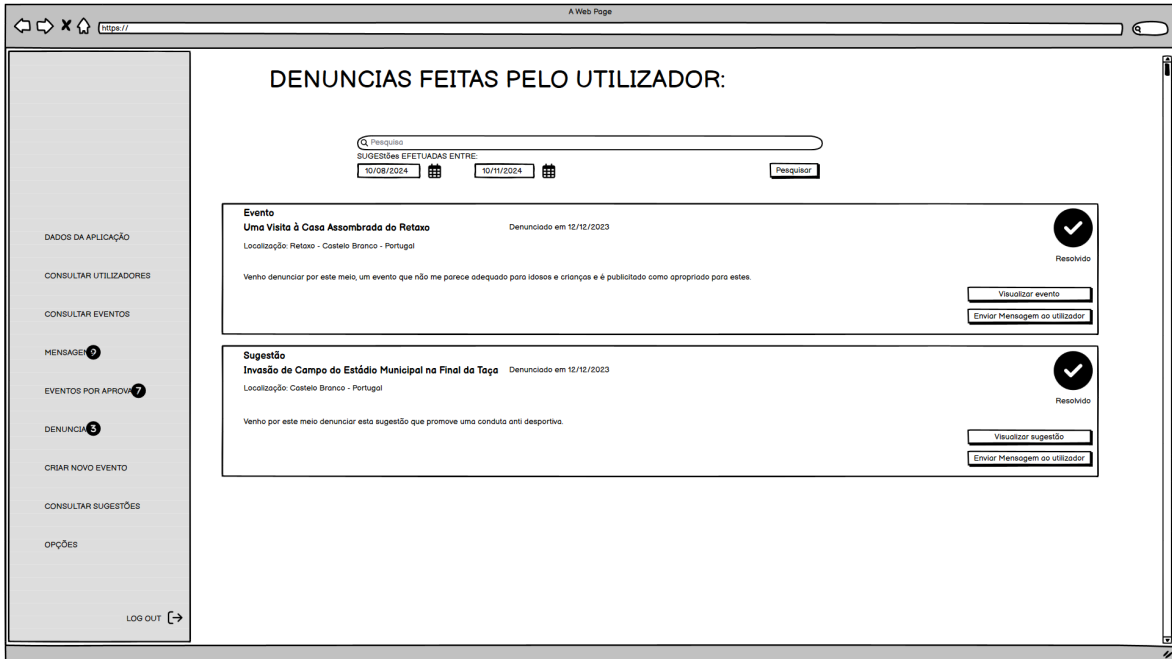 A Web Page
https://
DENUNCIAS FEITAS PELO UTILIZADOR:
Pesquisa
SUGEStões EFETUADAS ENTRE:
10/08/2024 10/11/2024 Pesquisar
DADOS DA APLICAÇÃO
CONSULTAR UTILIZADORES
CONSULTAR EVENTOS
MENSAGEN 9
EVENTOS POR APROVA 7
DENUNCIA 3
CRIAR NOVO EVENTO
CONSULTAR SUGESTÕES
OPÇÕES
LOG OUT
Evento
Uma Visita à Casa Assombrada do Retaxo Denunciado em 12/12/2023
Localização: Retaxo - Castelo Branco - Portugal
Resolvido
Venho denunciar por este meio, um evento que não me parece adequado para idosos e crianças e é publicitado como apropriado para estes.
Visualizar evento
Enviar Mensagem ao utilizador
Sugestão
Invasão de Campo do Estádio Municipal na Final da Taça Denunciado em 12/12/2023
Localização: Castelo Branco - Portugal
Resolvido
Venho por este meio denunciar esta sugestão que promove uma conduta anti desportiva.
Visualizar sugestão
Enviar Mensagem ao utilizador